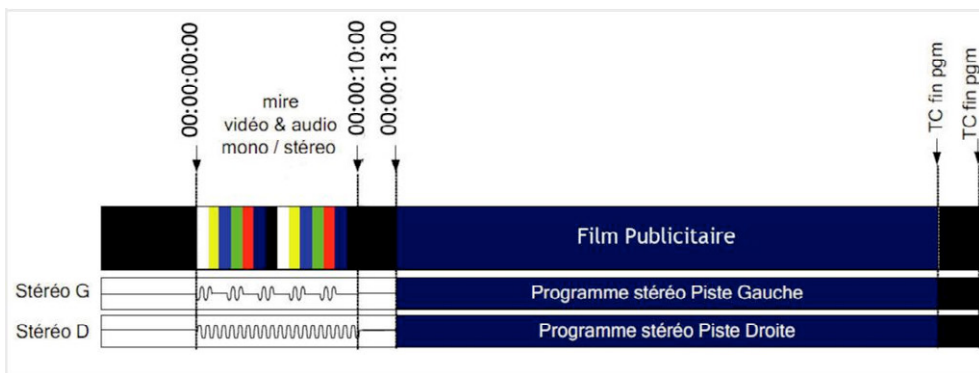 00:00:00:00
mire
vidéo & audio
mono / stéreo
00:00:10:00
00:00:13:00
TC fin pgm
TC fin pgm
Film Publicitaire
Stéréo G
Programme stéréo Piste Gauche
Stéréo D
Programme stéréo Piste Droite